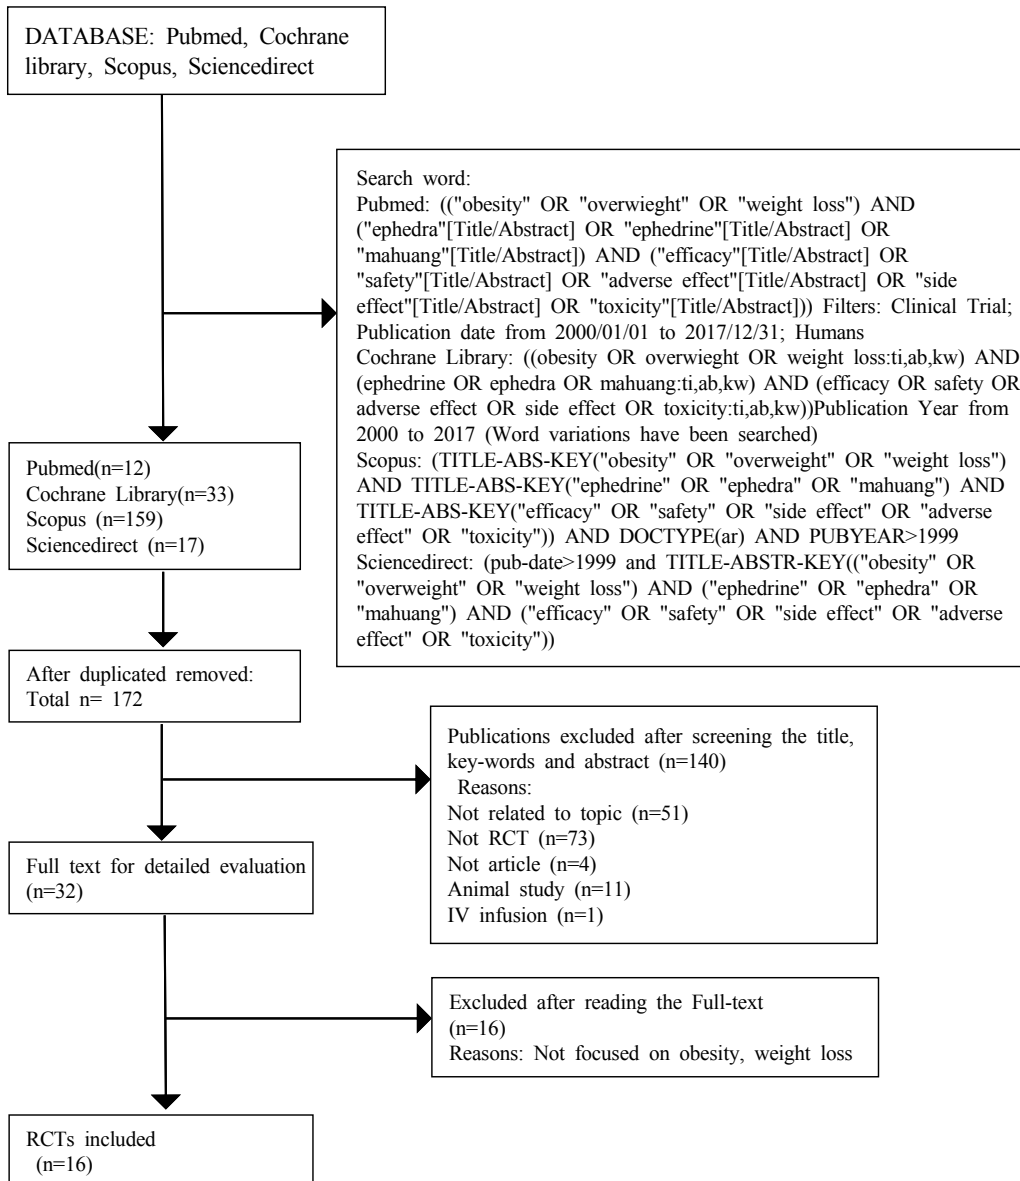 DATABASE: Pubmed, Cochrane
library, Scopus, Sciencedirect
Search word:
Pubmed: (("obesity" OR "overwieght" OR "weight loss") AND
("ephedra"[Title/Abstract] OR "ephedrine"[Title/Abstract] OR
"mahuang"[Title/Abstract]) AND ("efficacy"[Title/Abstract] OR
"safety"[Title/Abstract] OR "adverse effect"[Title/Abstract] OR "side
effect"[Title/Abstract] OR "toxicity"[Title/Abstract])) Filters: Clinical Trial;
Publication date from 2000/01/01 to 2017/12/31; Humans
Cochrane Library: ((obesity OR overwieght OR weight loss:ti,ab,kw) AND
(ephedrine OR ephedra OR mahuang:ti,ab,kw) AND (efficacy OR safety OR
adverse effect OR side effect OR toxicity:ti,ab,kw))Publication Year from
2000 to 2017 (Word variations have been searched)
Scopus: (TITLE-ABS-KEY("obesity" OR "overweight" OR "weight loss")
AND TITLE-ABS-KEY("ephedrine" OR "ephedra" OR "mahuang") AND
TITLE-ABS-KEY("efficacy" OR "safety" OR "side effect" OR "adverse
effect" OR "toxicity")) AND DOCTYPE(ar) AND PUBYEAR>1999
Sciencedirect: (pub-date>1999 and TITLE-ABSTR-KEY(("obesity" OR
"overweight" OR "weight loss") AND ("ephedrine" OR "ephedra" OR
"mahuang") AND ("efficacy" OR "safety" OR "side effect" OR "adverse
effect" OR "toxicity"))
Pubmed(n=12)
Cochrane Library(n=33)
Scopus (n=159)
Sciencedirect (n=17)
After duplicated removed:
Total n= 172
Publications excluded after screening the title,
key-words and abstract (n=140)
Reasons:
Not related to topic (n=51)
Not RCT (n=73)
Not article (n=4)
Animal study (n=11)
IV infusion (n=1)
Full text for detailed evaluation
(n=32)
Excluded after reading the Full-text
(n=16)
Reasons: Not focused on obesity, weight loss
RCTs included
(n=16)